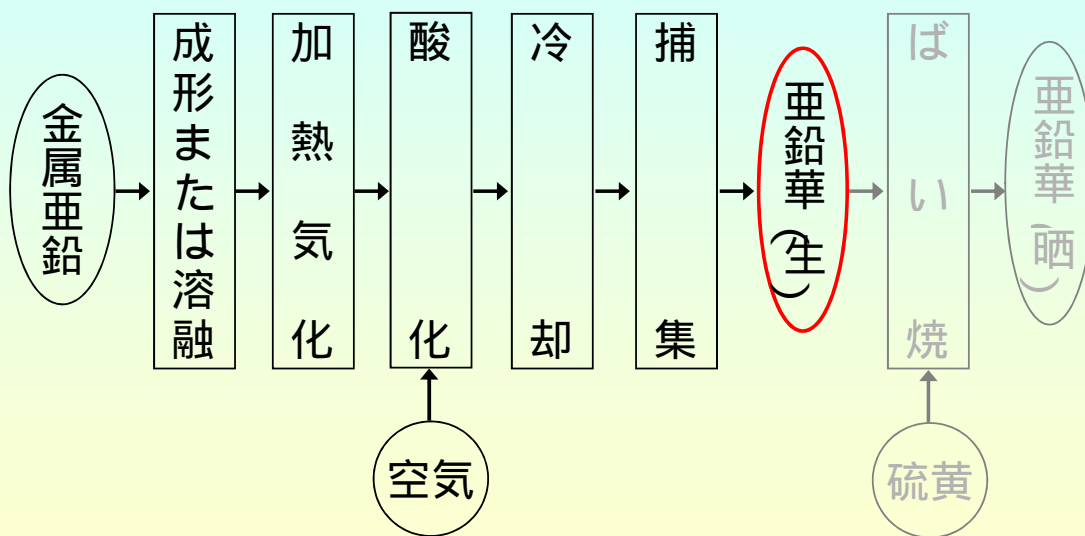 金属亜鉛
成形または溶融
加熱気化
酸化
冷却
捕集
亜鉛華(生)
ばい焼
亜鉛華(晒)
空気
硫黄